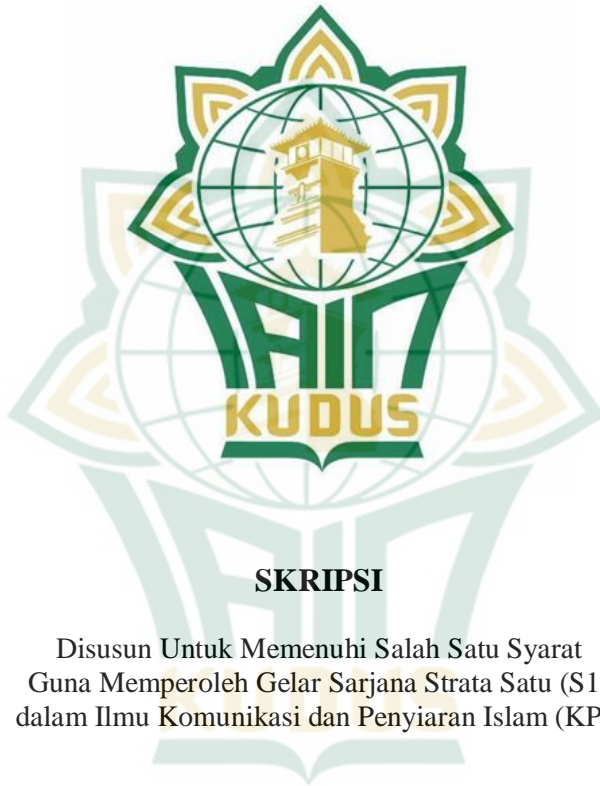 IAIN
KUDUS
SKRIPSI
Disusun Untuk Memenuhi Salah Satu Syarat
Guna Memperoleh Gelar Sarjana Strata Satu (S1
dalam Ilmu Komunikasi dan Penyiaran Islam (KP